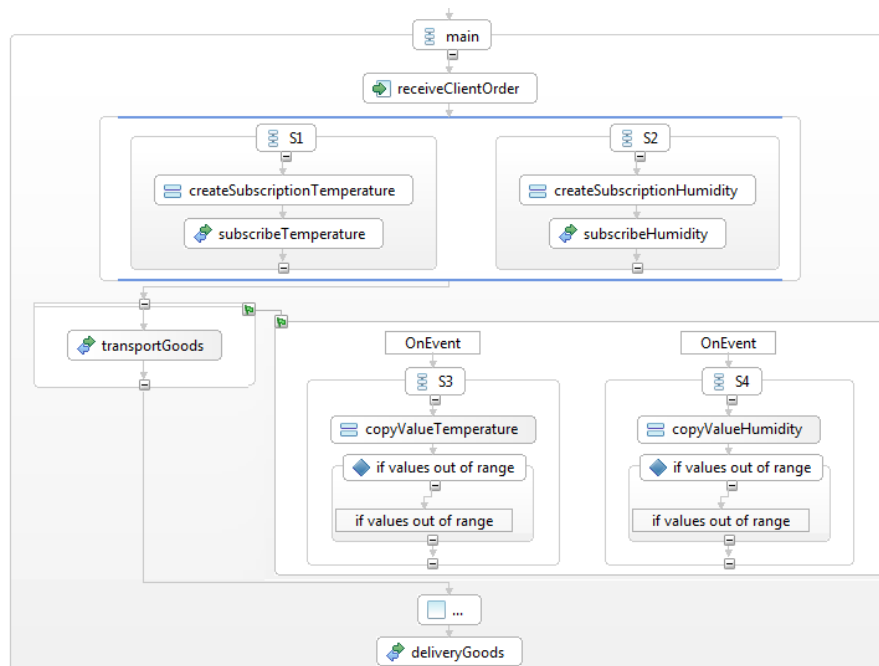 main
receiveClientOrder
S1
S2
createSubscriptionTemperature
createSubscriptionHumidity
subscribeTemperature
subscribeHumidity
transportGoods
OnEvent
OnEvent
S3
S4
copyValueTemperature
copyValueHumidity
if values out of range
if values out of range
if values out of range
if values out of range
...
deliveryGoods